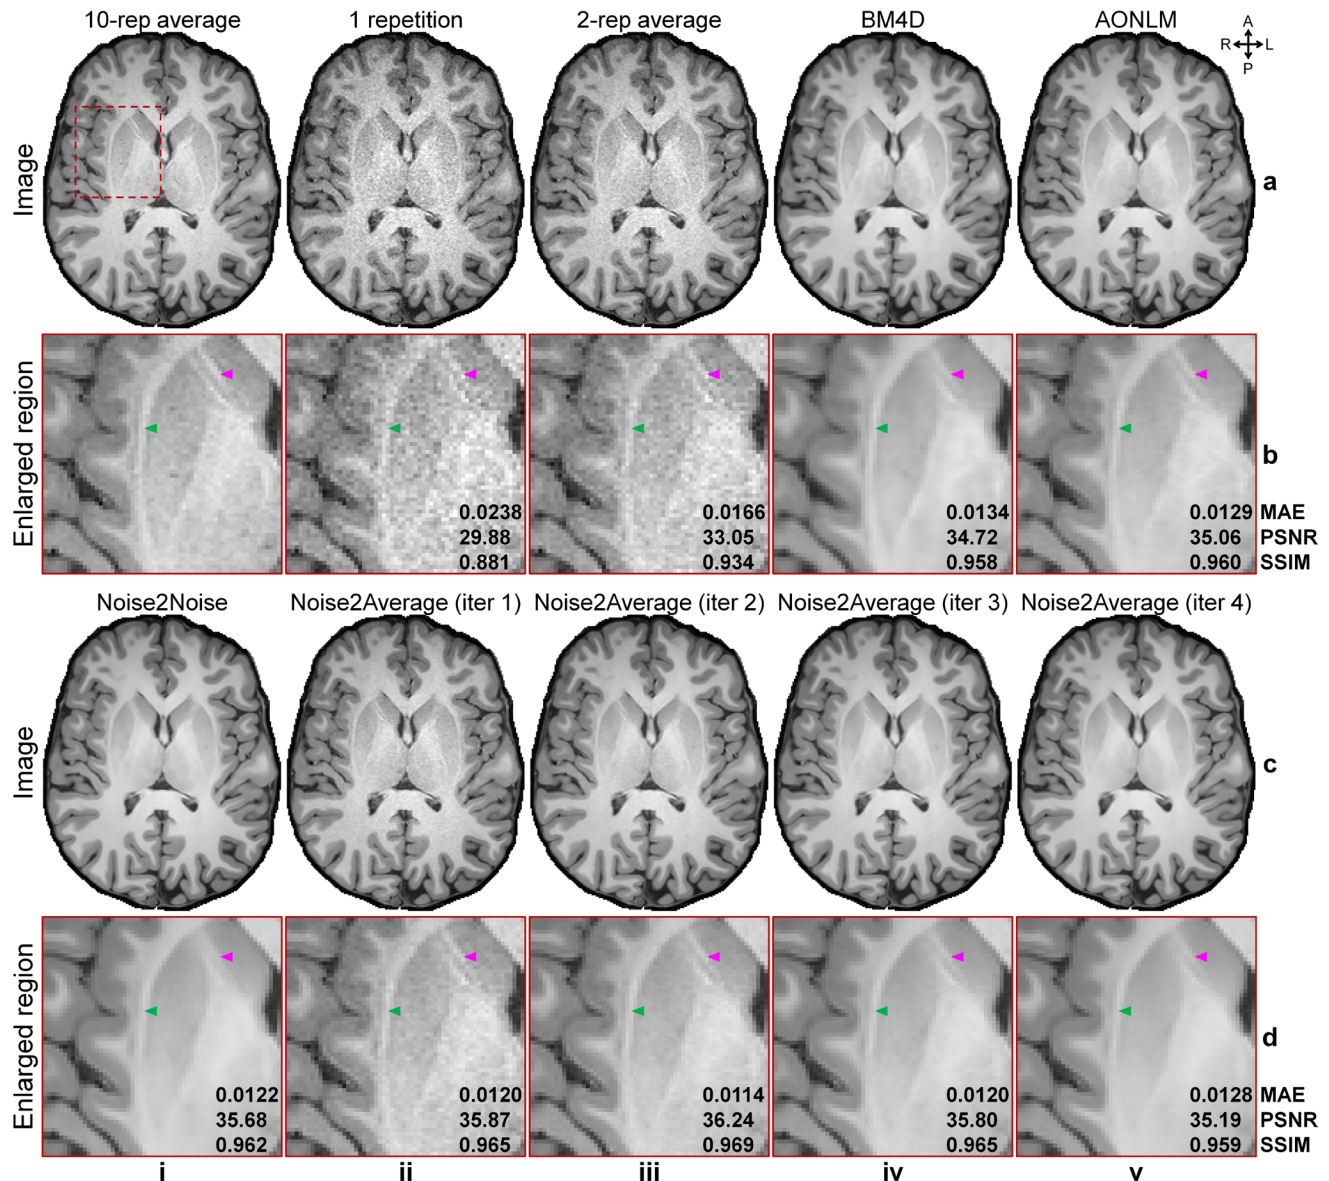 10-rep average 1 repetition 2-rep average BM4D AONLM
A
R L
P
Image
a
Enlarged region
b
0.0238 0.0166 0.0134 0.0129 MAE
29.88 33.05 34.72 35.06 PSNR
0.881 0.934 0.958 0.960 SSIM
Noise2Noise Noise2Average (iter 1) Noise2Average (iter 2) Noise2Average (iter 3) Noise2Average (iter 4)
Image
c
Enlarged region
d
0.0122 0.0120 0.0114 0.0120 0.0128 MAE
35.68 35.87 36.24 35.80 35.19 PSNR
0.962 0.965 0.969 0.965 0.959 SSIM
i ii iii iv v